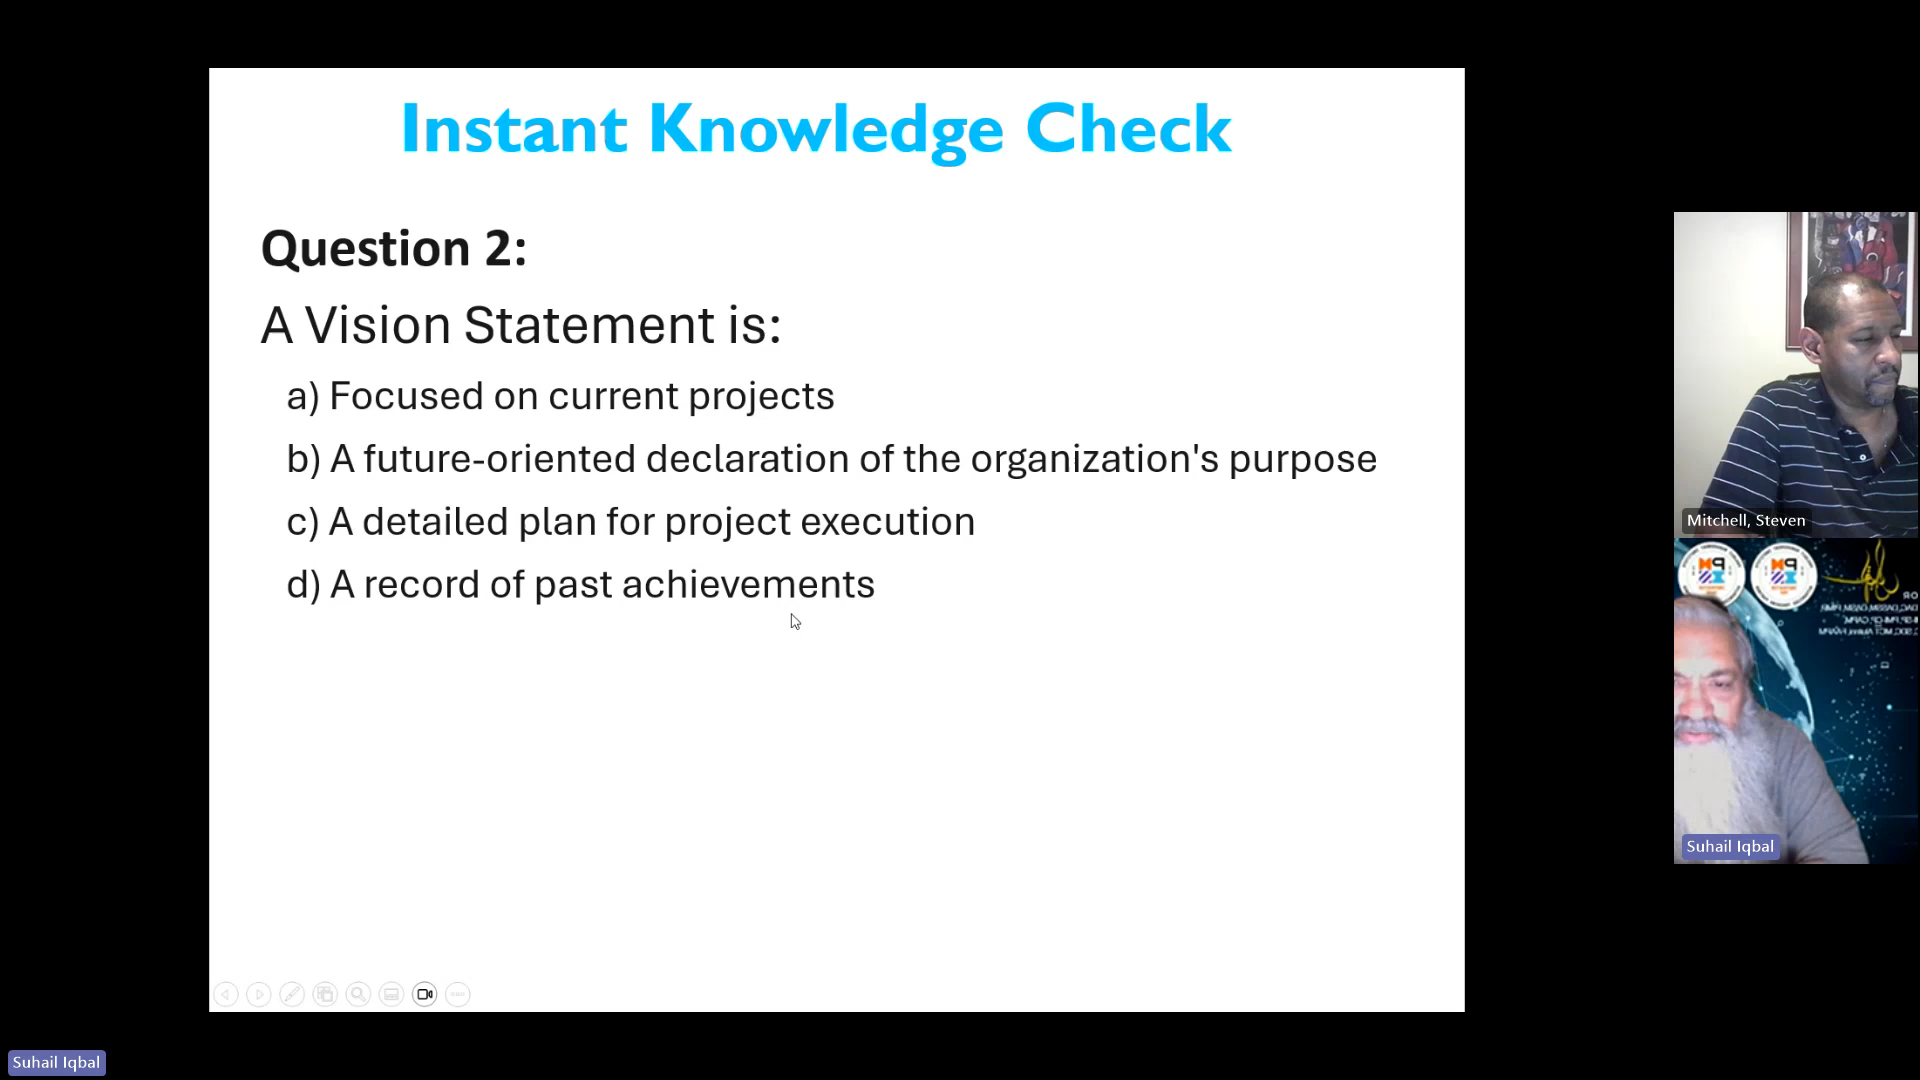 Instant Knowledge Check
Question 2:
A Vision Statement is:
a) Focused on current projects
b) A future-oriented declaration of the organization's purpose
c) A detailed plan for project execution
d) A record of past achievements
Mitchell, Steven
Suhail Iqbal
Suhail Iqbal